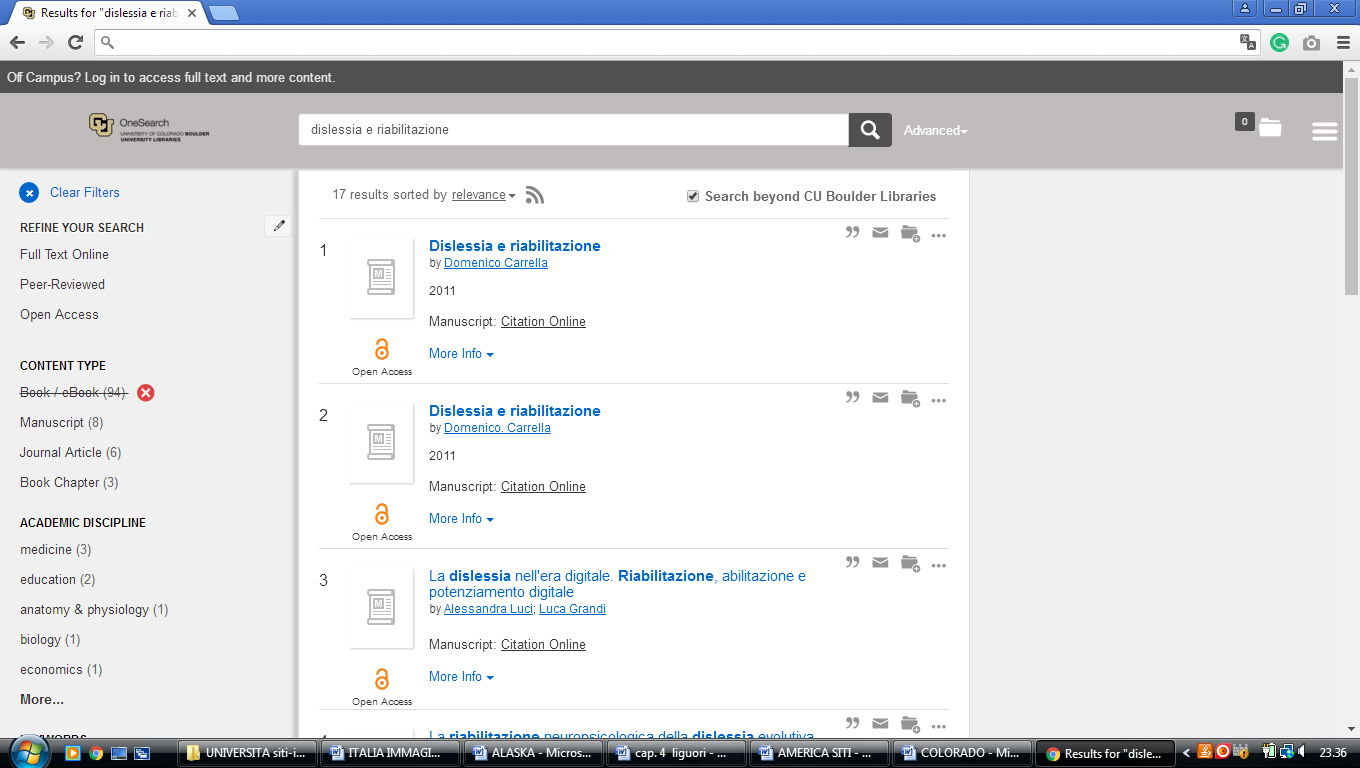 Results for "dislessia e riab
Off Campus? Log in to access full text and more content.
OneSearch
UNIVERSITY OF COLORADO BOULDER
UNIVERSITY LIBRARIES
dislessia e riabilitazione
Advanced
0
Clear Filters
REFINE YOUR SEARCH
Full Text Online
Peer-Reviewed
Open Access
CONTENT TYPE
Book / eBook (94)
Manuscript (8)
Journal Article (6)
Book Chapter (3)
ACADEMIC DISCIPLINE
medicine (3)
education (2)
anatomy & physiology (1)
biology (1)
economics (1)
More...
17 results sorted by relevance
Search beyond CU Boulder Libraries
1
Dislessia e riabilitazione
by Domenico Carrella
2011
Manuscript: Citation Online
More Info
Open Access
2
Dislessia e riabilitazione
by Domenico. Carrella
2011
Manuscript: Citation Online
More Info
Open Access
3
La dislessia nell'era digitale. Riabilitazione, abilitazione e
potenziamento digitale
by Alessandra Luci; Luca Grandi
Manuscript: Citation Online
More Info
Open Access
La riabilitazione neuropsicologica della dislessia evolutiva
UNIVERSITA siti-i...
ITALIA IMMAGI...
ALASKA - Micros...
cap. 4 liguori - ...
AMERICA SITI - ...
COLORADO - Mi...
Results for "disle...
23.36